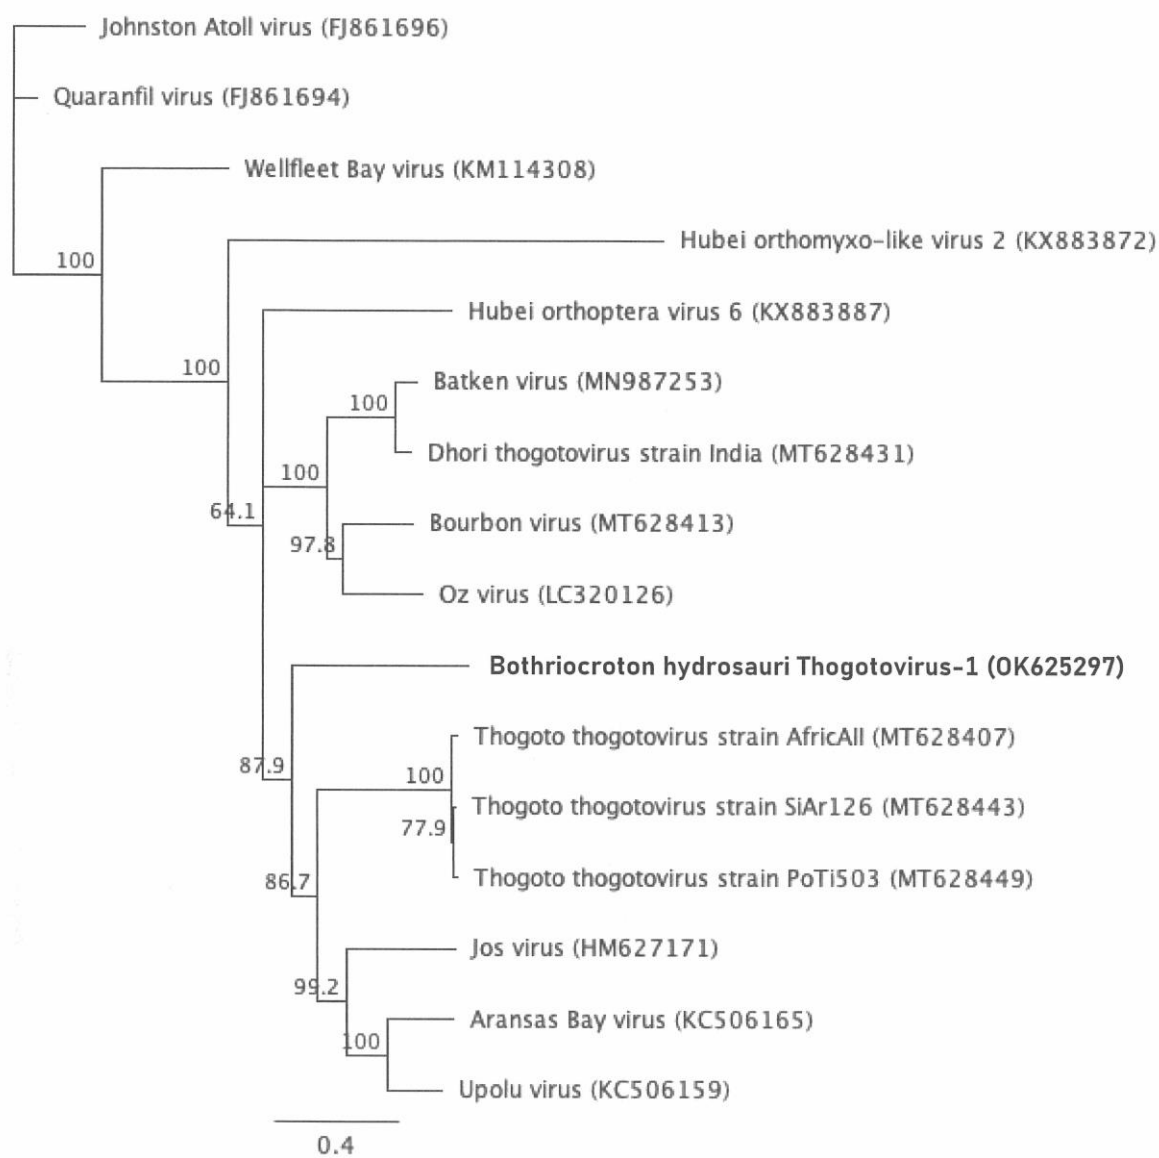 Johnston Atoll virus (FJ861696)
Quaranfil virus (FJ861694)
Wellfleet Bay virus (KM114308)
Hubei orthomyxo-like virus 2 (KX883872)
100
Hubei orthoptera virus 6 (KX883887)
100
Batken virus (MN987253)
100
Dhori thogotovirus strain India (MT628431)
100
64.1
Bourbon virus (MT628413)
97.8
Oz virus (LC320126)
Bothriocroton hydrosauri Thogotovirus-1 (OK625297)
Thogoto thogotovirus strain AfricAII (MT628407)
87.9
100
Thogoto thogotovirus strain SiAr126 (MT628443)
77.9
Thogoto thogotovirus strain PoTi503 (MT628449)
86.7
Jos virus (HM627171)
99.2
Aransas Bay virus (KC506165)
100
Upolu virus (KC506159)
0.4